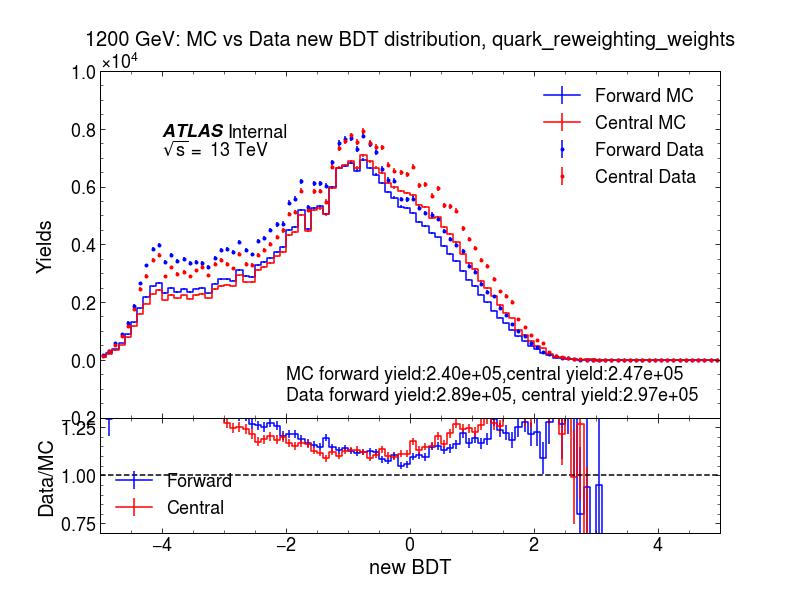 1200 GeV: MC vs Data new BDT distribution, quark_reweighting_weights
×10⁴
1.0
0.8
0.6
0.4
0.2
0.0
0.2
Yields
ATLAS Internal
√s = 13 TeV
Forward MC
Central MC
Forward Data
Central Data
MC forward yield:2.40e+05,central yield:2.47e+05
Data forward yield:2.89e+05, central yield:2.97e+05
1.25
1.00
0.75
Data/MC
Forward
Central
−4
−2
0
2
4
new BDT